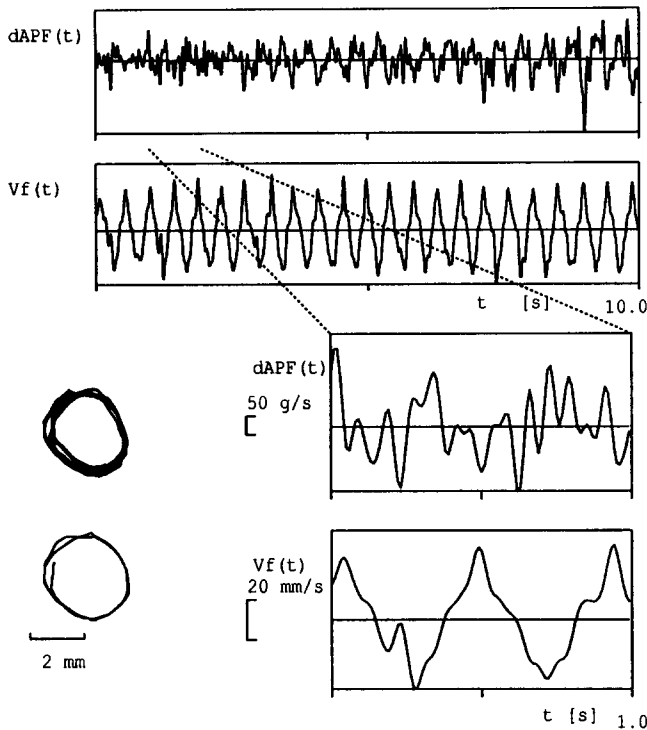 dAPF(t)
Vf(t)
t [s] 10.0
dAPF(t)
50 g/s
Vf(t)
20 mm/s
2 mm
t [s] 1.0